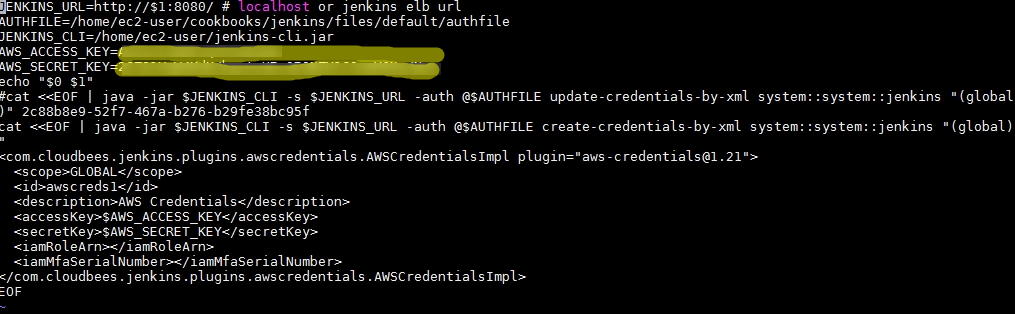 JENKINS_URL=http://$1:8080/ # localhost or jenkins elb url
AUTHFILE=/home/ec2-user/cookbooks/jenkins/files/default/authfile
JENKINS_CLI=/home/ec2-user/jenkins-cli.jar
AWS_ACCESS_KEY=
AWS_SECRET_KEY=
echo "$0 $1"
#cat <<EOF | java -jar $JENKINS_CLI -s $JENKINS_URL -auth @$AUTHFILE update-credentials-by-xml system::system::jenkins "(global
)" 2c88b8e9-52f7-467a-b276-b29fe38bc95f
cat <<EOF | java -jar $JENKINS_CLI -s $JENKINS_URL -auth @$AUTHFILE create-credentials-by-xml system::system::jenkins "(global)
"
<com.cloudbees.jenkins.plugins.awscredentials.AWSCredentialsImpl plugin="aws-credentials@1.21">
  <scope>GLOBAL</scope>
  <id>awscreds1</id>
  <description>AWS Credentials</description>
  <accessKey>$AWS_ACCESS_KEY</accessKey>
  <secretKey>$AWS_SECRET_KEY</secretKey>
  <iamRoleArn></iamRoleArn>
  <iamMfaSerialNumber></iamMfaSerialNumber>
</com.cloudbees.jenkins.plugins.awscredentials.AWSCredentialsImpl>
EOF
~